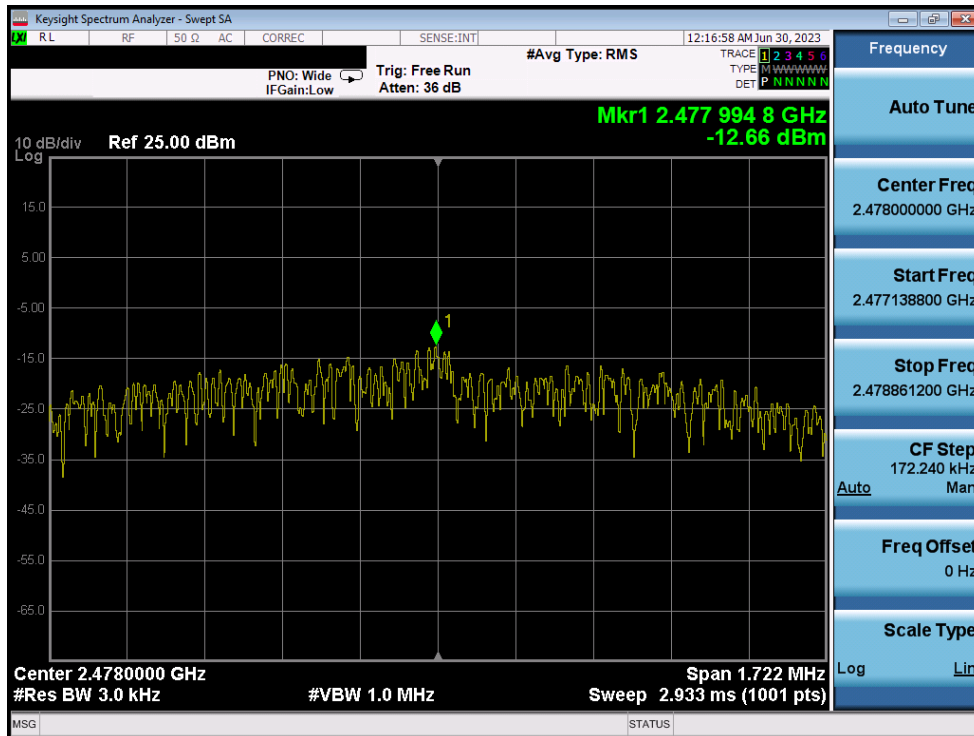 Keysight Spectrum Analyzer - Swept SA
LXI RL RF 50 Ω AC CORREC SENSE:INT 12:16:58 AM Jun 30, 2023
#Avg Type: RMS
TRACE 1 2 3 4 5 6
PNO: Wide Trig: Free Run TYPE M W W W W W
IFGain:Low Atten: 36 dB DET P N N N N N
Mkr1 2.477 994 8 GHz
-12.66 dBm
10 dB/div Ref 25.00 dBm
Log
15.0
5.00
-5.00
1
-15.0
-25.0
-35.0
-45.0
-55.0
-65.0
Center 2.4780000 GHz Span 1.722 MHz
#Res BW 3.0 kHz #VBW 1.0 MHz Sweep 2.933 ms (1001 pts)
MSG STATUS
Frequency
Auto Tune
Center Freq
2.478000000 GHz
Start Freq
2.477138800 GHz
Stop Freq
2.478861200 GHz
CF Step
172.240 kHz
Auto Man
Freq Offset
0 Hz
Scale Type
Log Lin